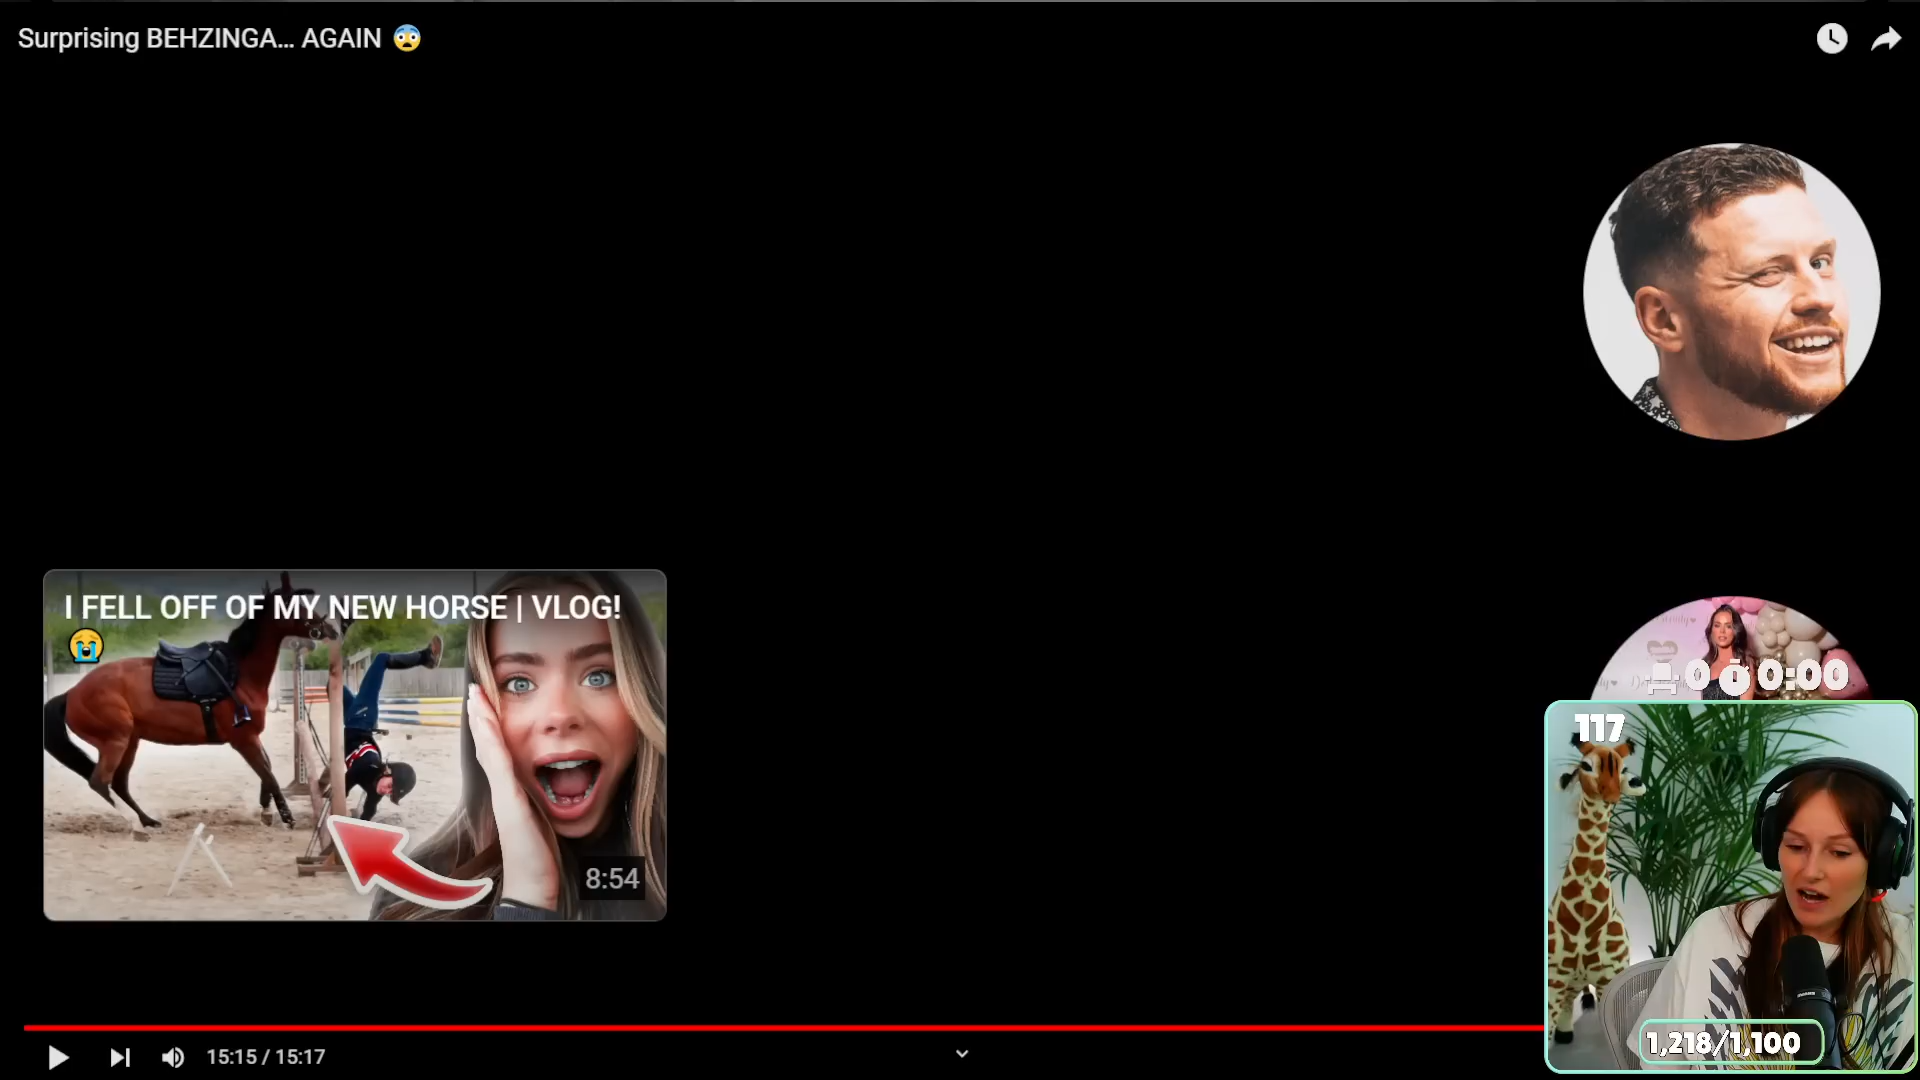 Surprising BEHZINGA... AGAIN 😨
I FELL OFF OF MY NEW HORSE | VLOG!
😭
8:54
0 0:00
117
1,218/1,100
15:15 / 15:17